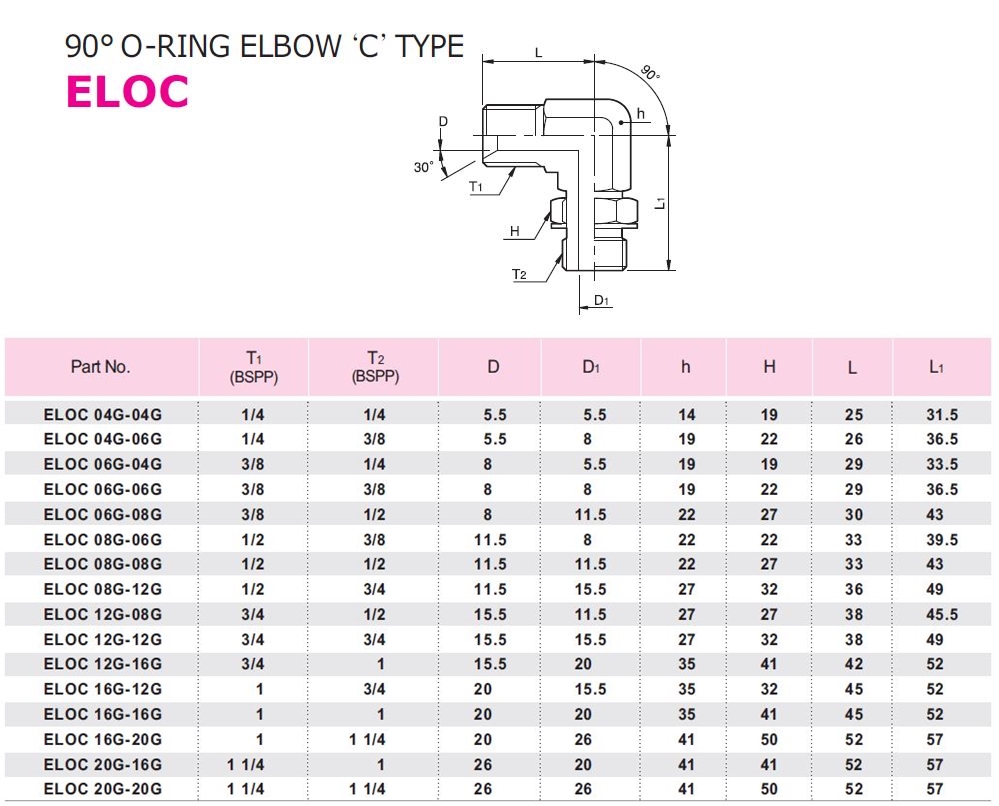 90° O-RING ELBOW ‘C’ TYPE
ELOC
L
90°
h
D
30°
T1
L1
H
T2
D1
Part No. T1 (BSPP) T2 (BSPP) D D1 h H L L1
ELOC 04G-04G 1/4 1/4 5.5 5.5 14 19 25 31.5
ELOC 04G-06G 1/4 3/8 5.5 8 19 22 26 36.5
ELOC 06G-04G 3/8 1/4 8 5.5 19 19 29 33.5
ELOC 06G-06G 3/8 3/8 8 8 19 22 29 36.5
ELOC 06G-08G 3/8 1/2 8 11.5 22 27 30 43
ELOC 08G-06G 1/2 3/8 11.5 8 22 22 33 39.5
ELOC 08G-08G 1/2 1/2 11.5 11.5 22 27 33 43
ELOC 08G-12G 1/2 3/4 11.5 15.5 27 32 36 49
ELOC 12G-08G 3/4 1/2 15.5 11.5 27 27 38 45.5
ELOC 12G-12G 3/4 3/4 15.5 15.5 27 32 38 49
ELOC 12G-16G 3/4 1 15.5 20 35 41 42 52
ELOC 16G-12G 1 3/4 20 15.5 35 32 45 52
ELOC 16G-16G 1 1 20 20 35 41 45 52
ELOC 16G-20G 1 1 1/4 20 26 41 50 52 57
ELOC 20G-16G 1 1/4 1 26 20 41 41 52 57
ELOC 20G-20G 1 1/4 1 1/4 26 26 41 50 52 57